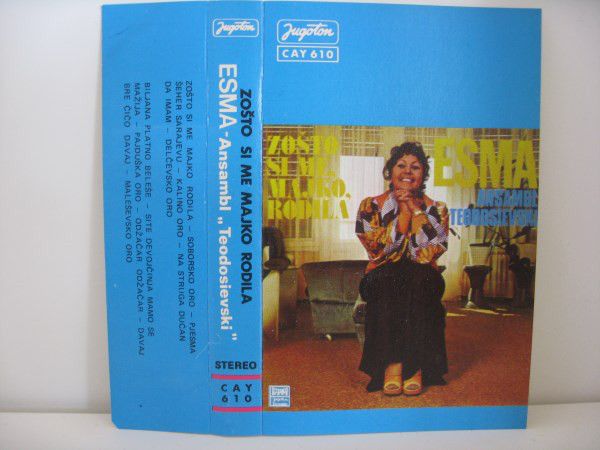 ZOŠTO SI ME MAJKO RODILA – SOBORSKO ORO – PJESMA
ŠEHER SARAJEVU – KALINO ORO – NA STRUGA DUĆAN
DA IMAM – DELČEVSKO ORO
BILJANA PLATNO BELEŠE – SITE DEVOJČINJA MAMO SE
MAŽIJA – PAJDUŠKA ORO – ODŽAČAR ODŽAČAR – DAVAJ
BRE ČIČO DAVAJ – MALEŠEVSKO ORO
Jugoton
ZOŠTO SI ME MAJKO RODILA
ESMA - Ansambl „Teodosievski"
STEREO
CAY
610
Jugoton
CAY 610
ZOŠTO
SI ME,
MAJKO,
RODILA
ESMA
ANSAMBL
TEODOSIEVSKI